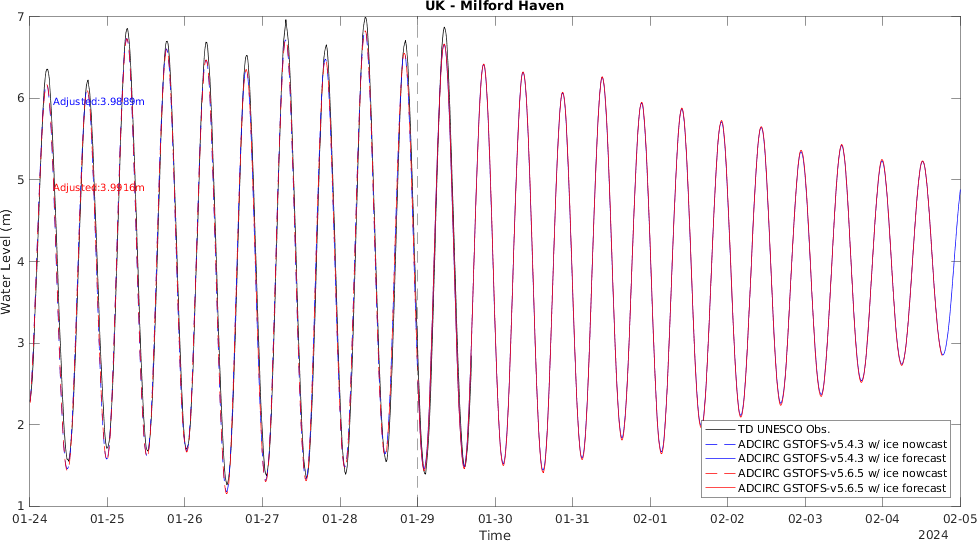 UK - Milford Haven
7
6
5
4
3
2
1
Water Level (m)
Adjusted:3.9889m
Adjusted:3.9916m
TD UNESCO Obs.
ADCIRC GSTOFS-v5.4.3 w/ ice nowcast
ADCIRC GSTOFS-v5.4.3 w/ ice forecast
ADCIRC GSTOFS-v5.6.5 w/ ice nowcast
ADCIRC GSTOFS-v5.6.5 w/ ice forecast
01-24 01-25 01-26 01-27 01-28 01-29 01-30 01-31 02-01 02-02 02-03 02-04 02-05
Time
2024